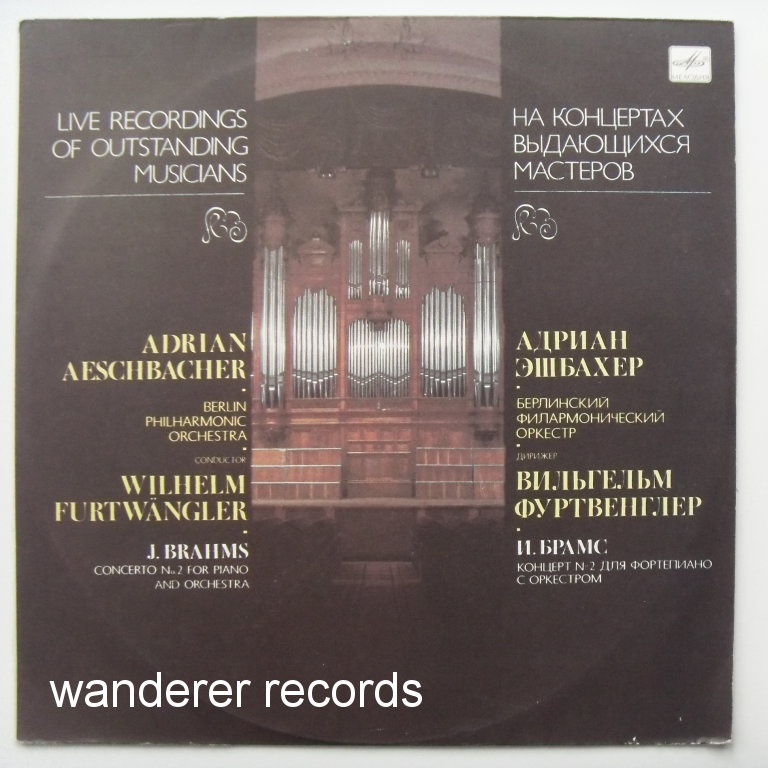 МЕЛОДИЯ
LIVE RECORDINGS
OF OUTSTANDING
MUSICIANS
НА КОНЦЕРТАХ
ВЫДАЮЩИХСЯ
МАСТЕРОВ
ADRIAN
AESCHBACHER
BERLIN
PHILHARMONIC
ORCHESTRA
CONDUCTOR
WILHELM
FURTWÄNGLER
J. BRAHMS
CONCERTO No. 2 FOR PIANO
AND ORCHESTRA
АДРИАН
ЭШБАХЕР
БЕРЛИНСКИЙ
ФИЛАРМОНИЧЕСКИЙ
ОРКЕСТР
ДИРИЖЕР
ВИЛЬГЕЛЬМ
ФУРТВЕНГЛЕР
И. БРАМС
КОНЦЕРТ № 2 ДЛЯ ФОРТЕПИАНО
С ОРКЕСТРОМ
wanderer records